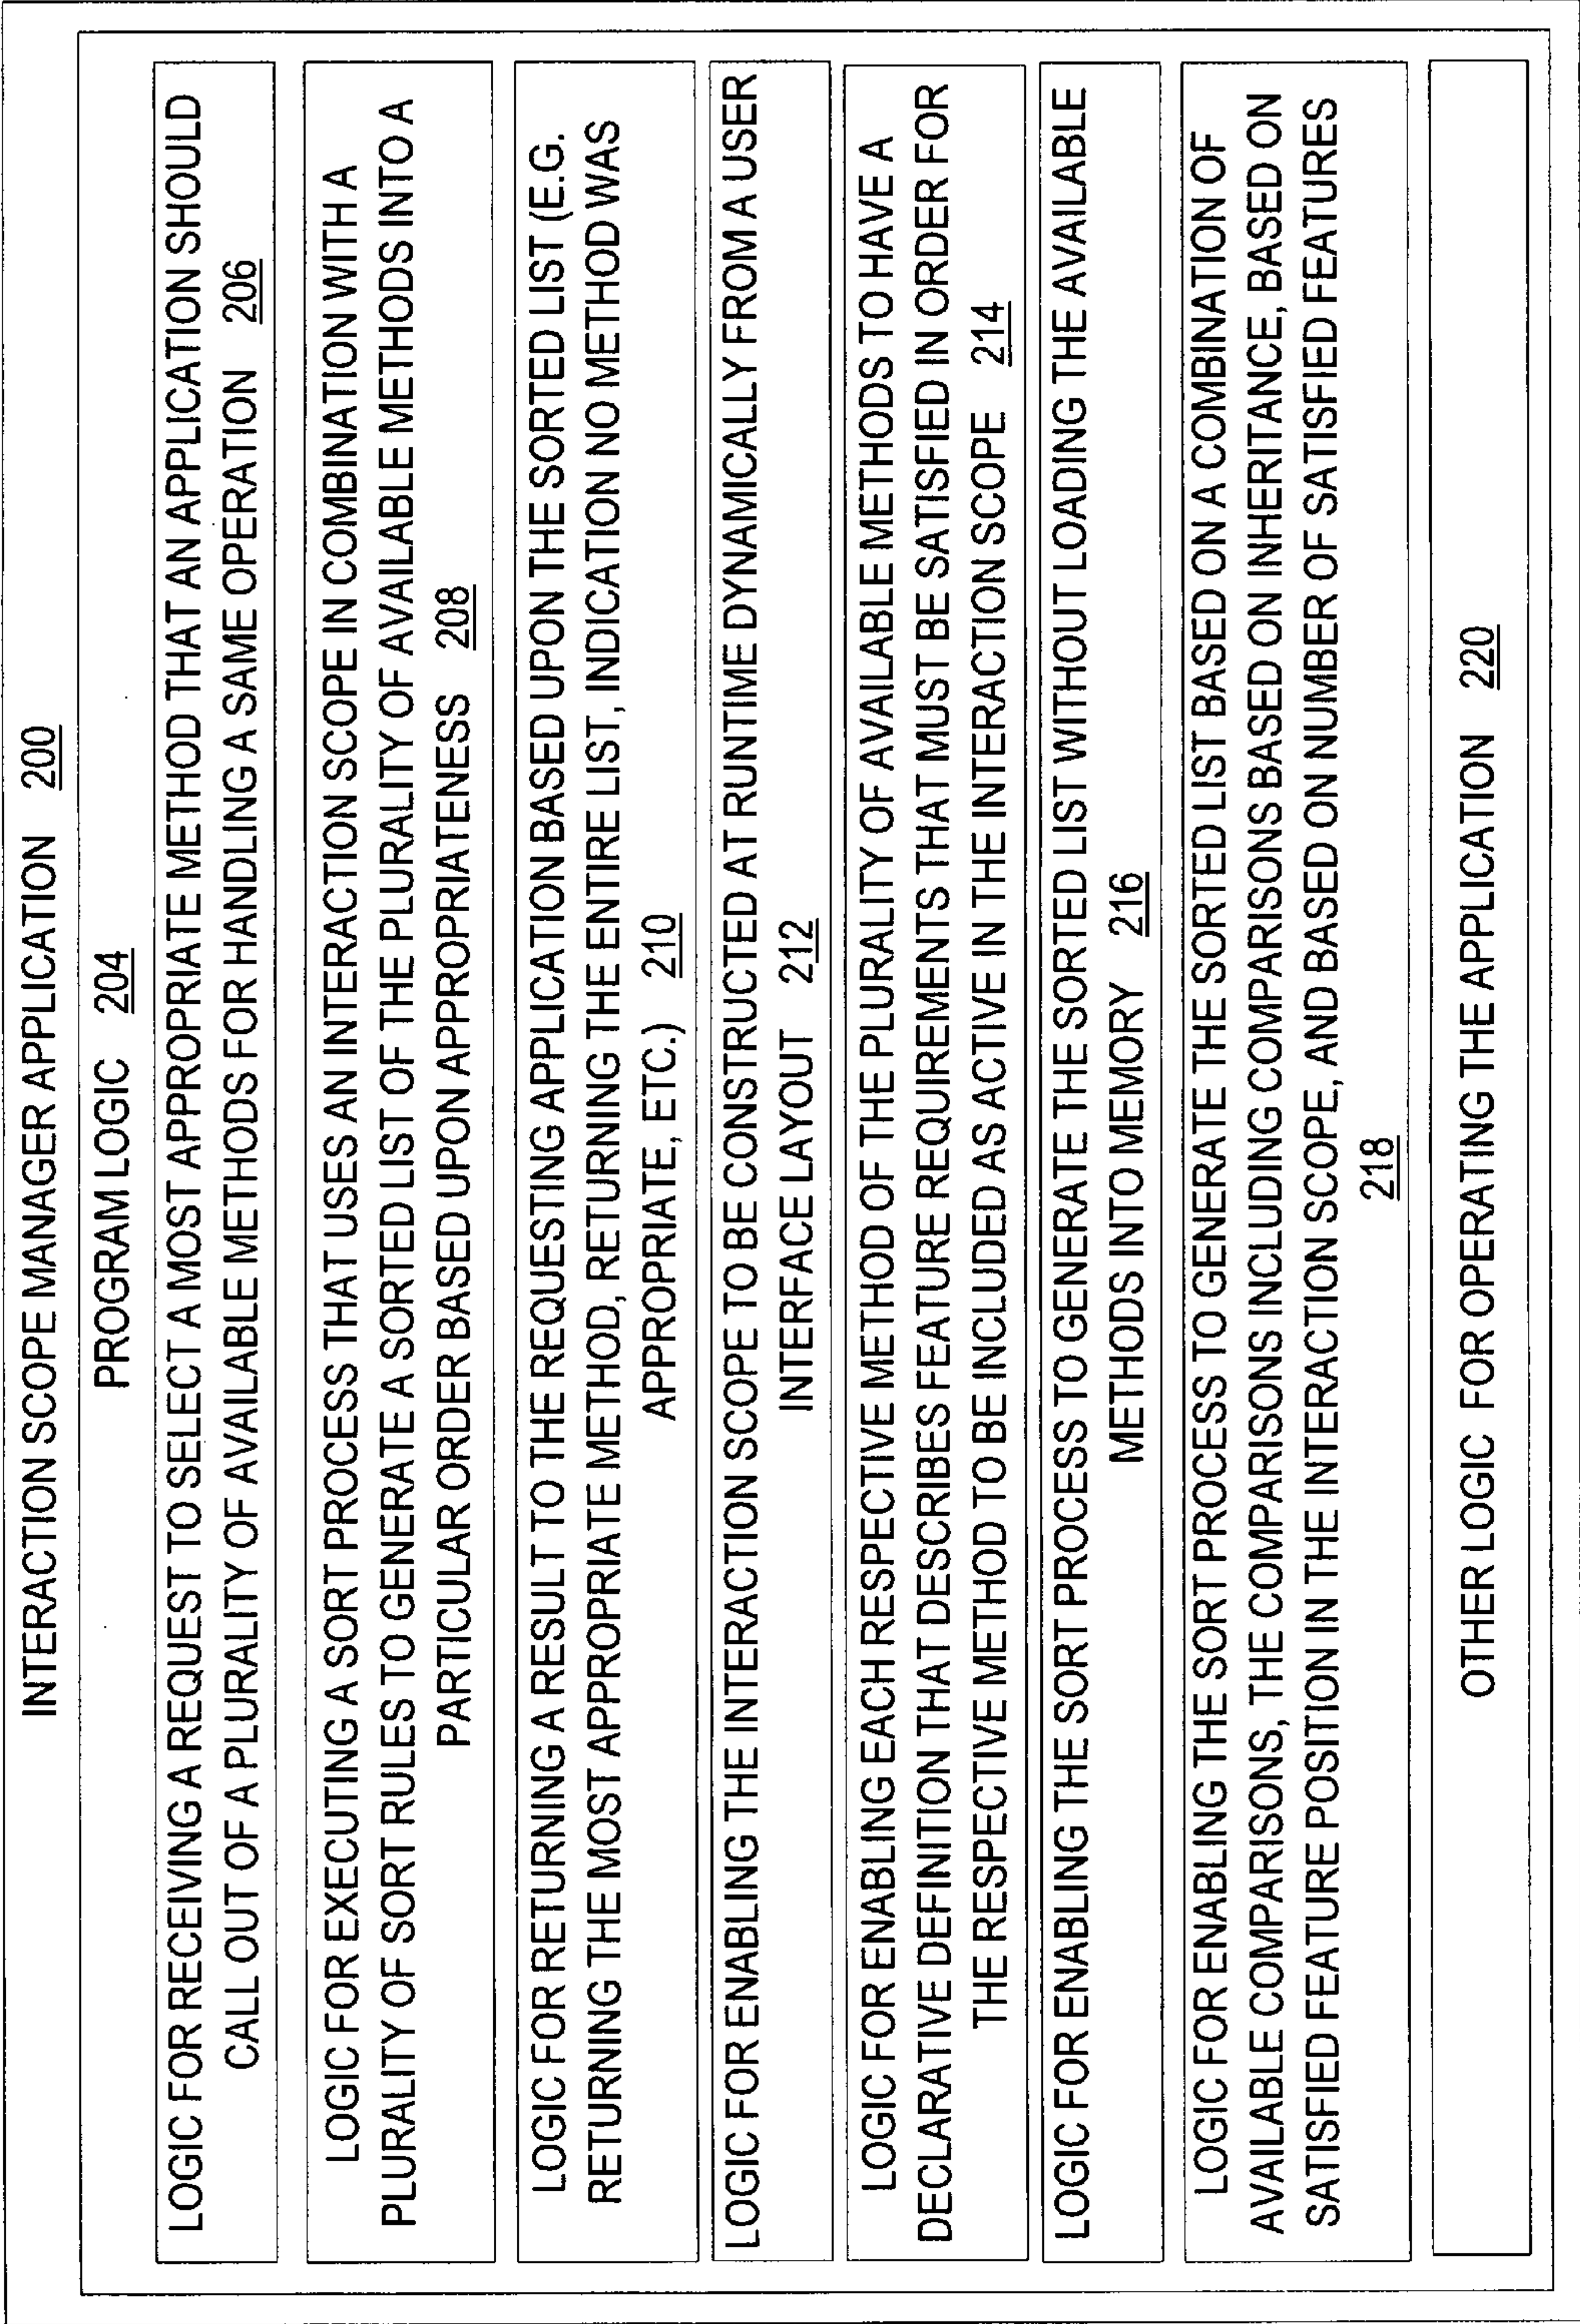 INTERACTION SCOPE MANAGER APPLICATION 200
PROGRAM LOGIC 204
LOGIC FOR RECEIVING A REQUEST TO SELECT A MOST APPROPRIATE METHOD THAT AN APPLICATION SHOULD
CALL OUT OF A PLURALITY OF AVAILABLE METHODS FOR HANDLING A SAME OPERATION 206
LOGIC FOR EXECUTING A SORT PROCESS THAT USES AN INTERACTION SCOPE IN COMBINATION WITH A
PLURALITY OF SORT RULES TO GENERATE A SORTED LIST OF THE PLURALITY OF AVAILABLE METHODS INTO A
PARTICULAR ORDER BASED UPON APPROPRIATENESS 208
LOGIC FOR RETURNING A RESULT TO THE REQUESTING APPLICATION BASED UPON THE SORTED LIST (E.G.
RETURNING THE MOST APPROPRIATE METHOD, RETURNING THE ENTIRE LIST, INDICATION NO METHOD WAS
APPROPRIATE, ETC.) 210
LOGIC FOR ENABLING THE INTERACTION SCOPE TO BE CONSTRUCTED AT RUNTIME DYNAMICALLY FROM A USER
INTERFACE LAYOUT 212
LOGIC FOR ENABLING EACH RESPECTIVE METHOD OF THE PLURALITY OF AVAILABLE METHODS TO HAVE A
DECLARATIVE DEFINITION THAT DESCRIBES FEATURE REQUIREMENTS THAT MUST BE SATISFIED IN ORDER FOR
THE RESPECTIVE METHOD TO BE INCLUDED AS ACTIVE IN THE INTERACTION SCOPE 214
LOGIC FOR ENABLING THE SORT PROCESS TO GENERATE THE SORTED LIST WITHOUT LOADING THE AVAILABLE
METHODS INTO MEMORY 216
LOGIC FOR ENABLING THE SORT PROCESS TO GENERATE THE SORTED LIST BASED ON A COMBINATION OF
AVAILABLE COMPARISONS, THE COMPARISONS INCLUDING COMPARISONS BASED ON INHERITANCE, BASED ON
SATISFIED FEATURE POSITION IN THE INTERACTION SCOPE, AND BASED ON NUMBER OF SATISFIED FEATURES
218
OTHER LOGIC FOR OPERATING THE APPLICATION 220